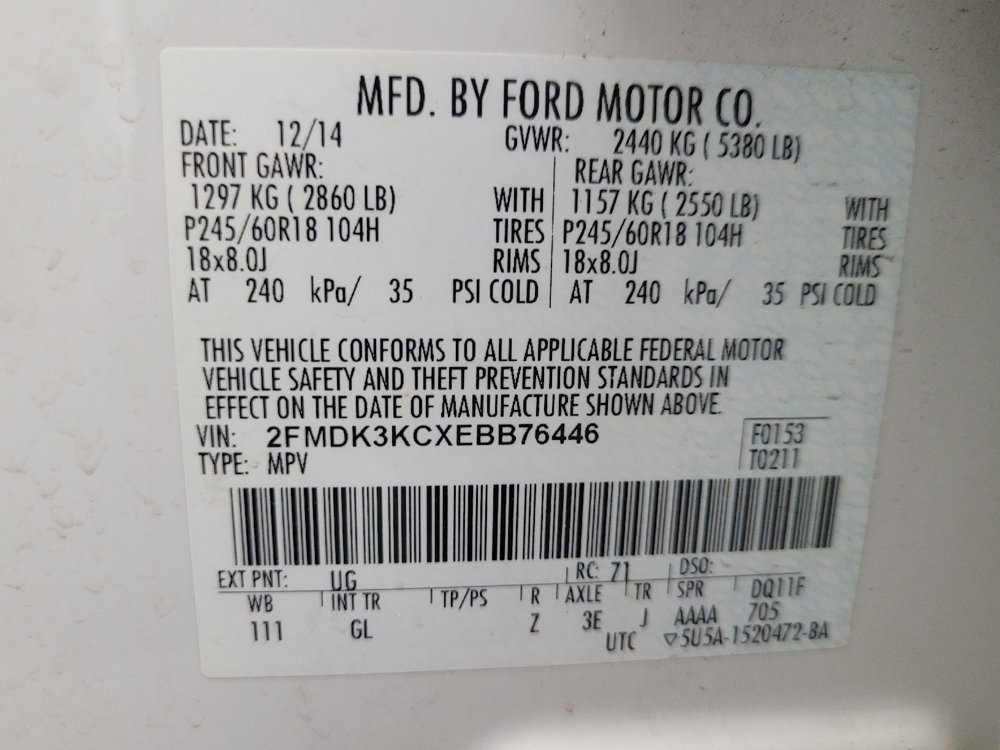 MFD. BY FORD MOTOR CO.
DATE: 12/14 GVWR: 2440 KG ( 5380 LB)
FRONT GAWR: REAR GAWR:
1297 KG ( 2860 LB) WITH 1157 KG ( 2550 LB) WITH
P245/60R18 104H TIRES P245/60R18 104H TIRES
18x8.0J RIMS 18x8.0J RIMS
AT 240 kPa/ 35 PSI COLD AT 240 kPa/ 35 PSI COLD
THIS VEHICLE CONFORMS TO ALL APPLICABLE FEDERAL MOTOR
VEHICLE SAFETY AND THEFT PREVENTION STANDARDS IN
EFFECT ON THE DATE OF MANUFACTURE SHOWN ABOVE.
VIN: 2FMDK3KCXEBB76446 F0153
TYPE: MPV T0211
EXT PNT: UG RC: 71 DSO:
WB INT TR TP/PS R AXLE TR SPR DQ11F
111 GL Z 3E J AAAA 705
UTC ▽5U5A-1520472-BA